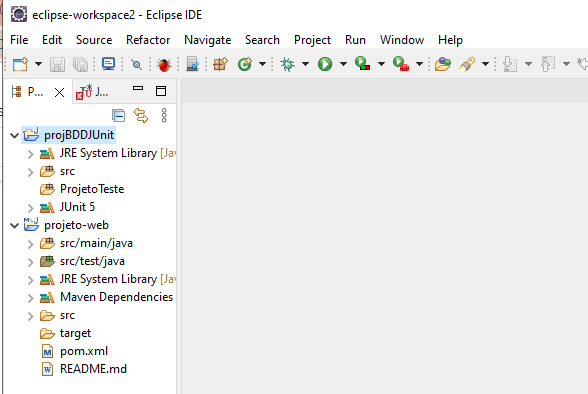 eclipse-workspace2 - Eclipse IDE
File Edit Source Refactor Navigate Search Project Run Window Help
P... J...
projBDDJUnit
JRE System Library [Jav
src
ProjetoTeste
JUnit 5
projeto-web
src/main/java
src/test/java
JRE System Library [Jav
Maven Dependencies
src
target
pom.xml
README.md